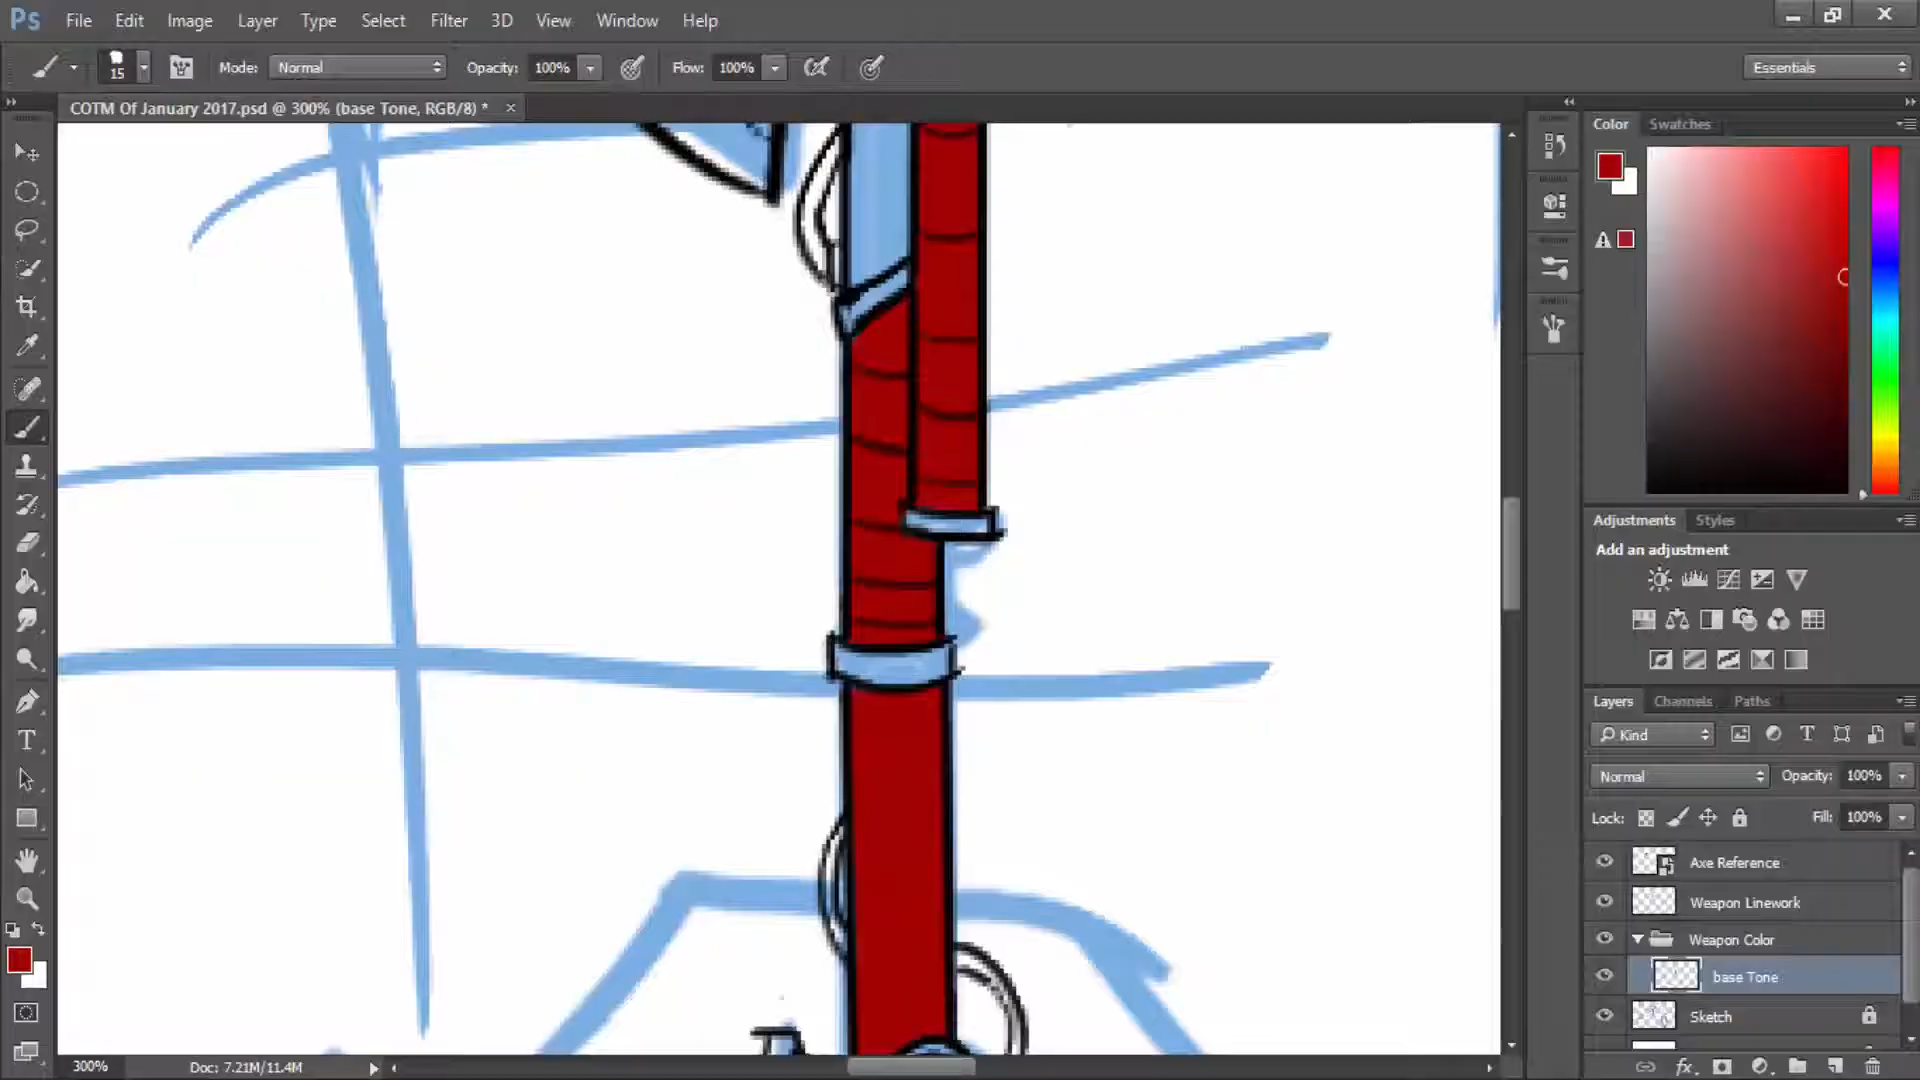 Ps File Edit Image Layer Type Select Filter 3D View Window Help
15 Mode: Normal Opacity: 100% Flow: 100% Essentials
COTM Of January 2017.psd @ 300% (base Tone, RGB/8) * ×
Color Swatches
Adjustments Styles
Add an adjustment
Layers Channels Paths
Kind
Normal Opacity: 100%
Lock: Fill: 100%
Axe Reference
Weapon Linework
Weapon Color
base Tone
Sketch
300% Doc: 7.21M/11.4M